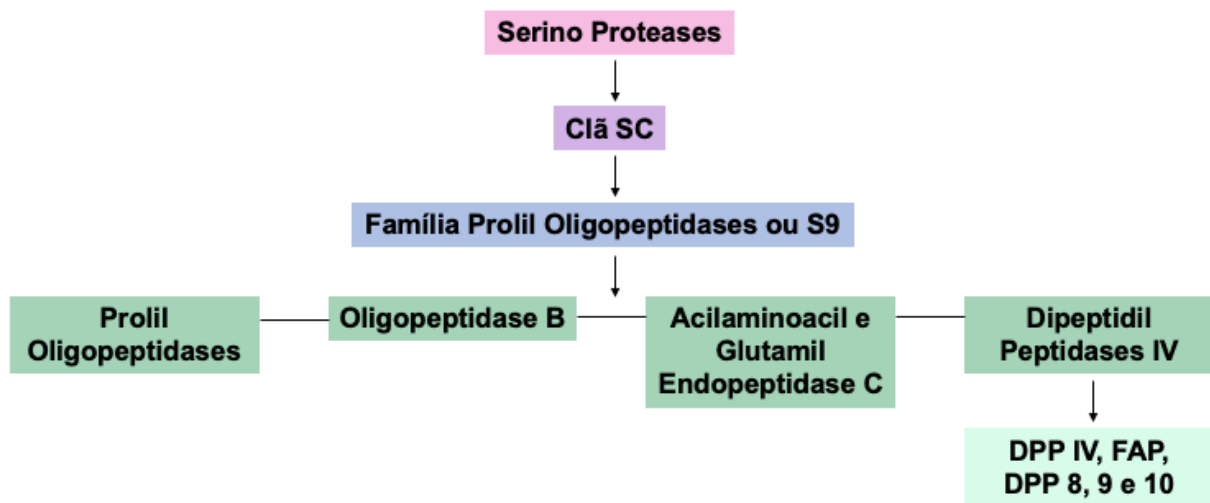 Serino Proteases
Clã SC
Família Prolil Oligopeptidases ou S9
Prolil
Oligopeptidases
Oligopeptidase B
Acilaminoacil e
Glutamil
Endopeptidase C
Dipeptidil
Peptidases IV
DPP IV, FAP,
DPP 8, 9 e 10